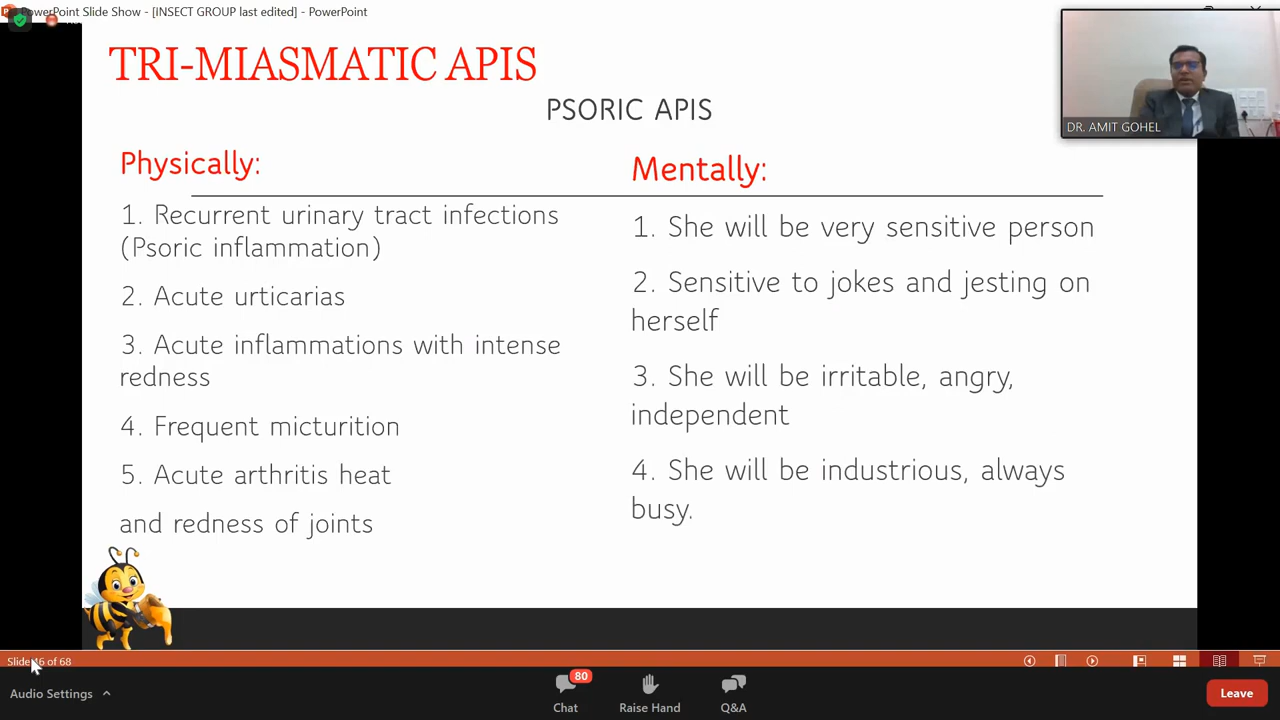 PowerPoint Slide Show - [INSECT GROUP last edited] - PowerPoint
TRI-MIASMATIC APIS
PSORIC APIS
DR. AMIT GOHEL
Physically:
1. Recurrent urinary tract infections
(Psoric inflammation)
2. Acute urticarias
3. Acute inflammations with intense
redness
4. Frequent micturition
5. Acute arthritis heat
and redness of joints
Mentally:
1. She will be very sensitive person
2. Sensitive to jokes and jesting on
herself
3. She will be irritable, angry,
independent
4. She will be industrious, always
busy.
Slide 46 of 68
Audio Settings
80
Chat
Raise Hand
Q&A
Leave